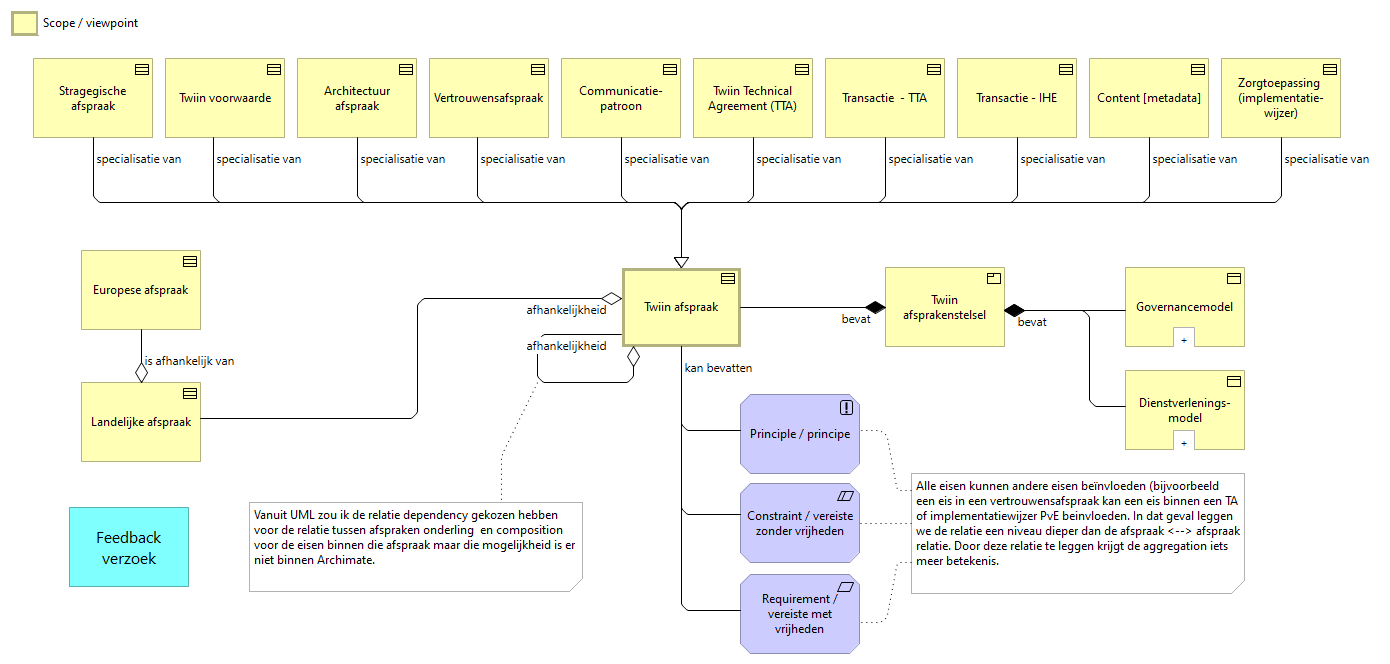 Scope / viewpoint
Stragegische
afspraak
Twiin voorwaarde
Architectuur
afspraak
Vertrouwensafspraak
Communicatie-
patroon
Twiin Technical
Agreement (TTA)
Transactie  - TTA
Transactie - IHE
Content [metadata]
Zorgtoepassing
(implementatie-
wijzer)
specialisatie van
specialisatie van
specialisatie van
specialisatie van
specialisatie van
specialisatie van
specialisatie van
specialisatie van
specialisatie van
specialisatie van
Europese afspraak
is afhankelijk van
Landelijke afspraak
afhankelijkheid
afhankelijkheid
Twiin afspraak
bevat
Twiin
afsprakenstelsel
bevat
Governancemodel
+
Dienstverlenings-
model
+
kan bevatten
Principle / principe
Constraint / vereiste
zonder vrijheden
Requirement /
vereiste met
vrijheden
Alle eisen kunnen andere eisen beïnvloeden (bijvoorbeeld
een eis in een vertrouwensafspraak kan een eis binnen een TA
of implementatiewijzer PvE beinvloeden. In dat geval leggen
we de relatie een niveau dieper dan de afspraak <--> afspraak
relatie. Door deze relatie te leggen krijgt de aggregation iets
meer betekenis.
Vanuit UML zou ik de relatie dependency gekozen hebben
voor de relatie tussen afspraken onderling  en composition
voor de eisen binnen die afspraak maar die mogelijkheid is er
niet binnen Archimate.
Feedback
verzoek